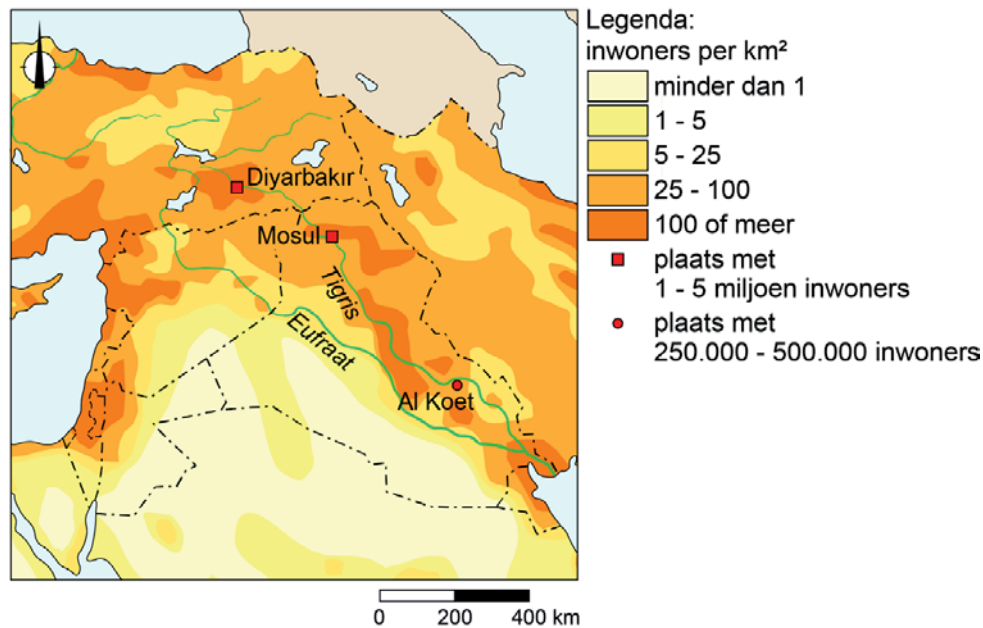 Legenda:
inwoners per km²
minder dan 1
1 - 5
5 - 25
25 - 100
100 of meer
plaats met
1 - 5 miljoen inwoners
plaats met
250.000 - 500.000 inwoners
Diyarbakır
Mosul
Tigris
Eufraat
Al Koet
0 200 400 km